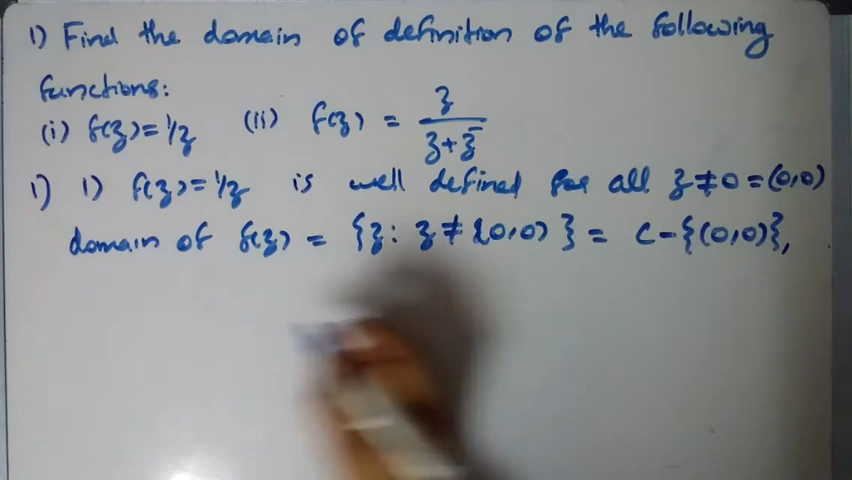 1) Find the domain of definition of the following
functions:
(i) f(z) = 1/z (ii) f(z) = z / (z + z̄)
1) 1) f(z) = 1/z is well defined for all z ≠ 0 = (0,0)
domain of f(z) = {z : z ≠ (0,0)} = C - {(0,0)},